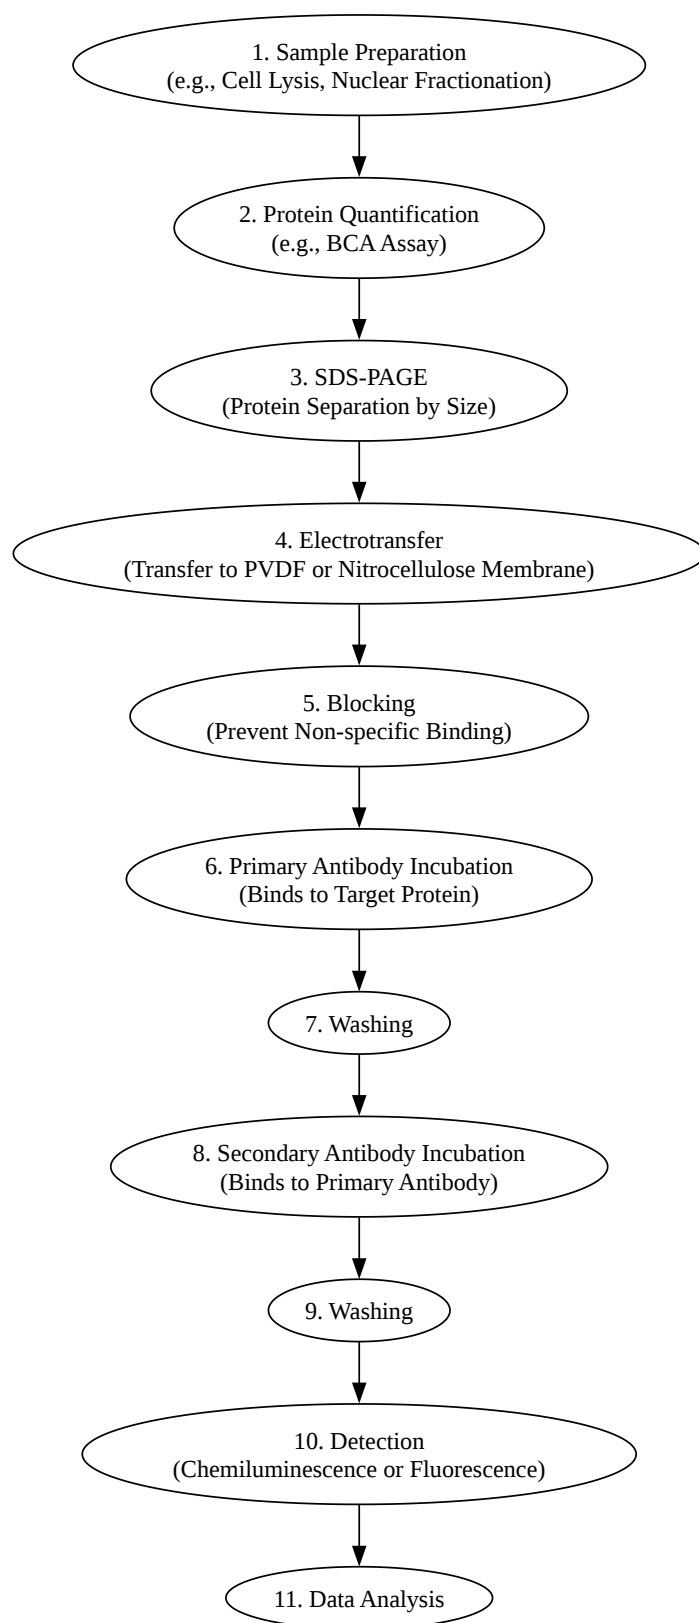 1. Sample Preparation
(e.g., Cell Lysis, Nuclear Fractionation)
2. Protein Quantification
(e.g., BCA Assay)
3. SDS-PAGE
(Protein Separation by Size)
4. Electrotransfer
(Transfer to PVDF or Nitrocellulose Membrane)
5. Blocking
(Prevent Non-specific Binding)
6. Primary Antibody Incubation
(Binds to Target Protein)
7. Washing
8. Secondary Antibody Incubation
(Binds to Primary Antibody)
9. Washing
10. Detection
(Chemiluminescence or Fluorescence)
11. Data Analysis